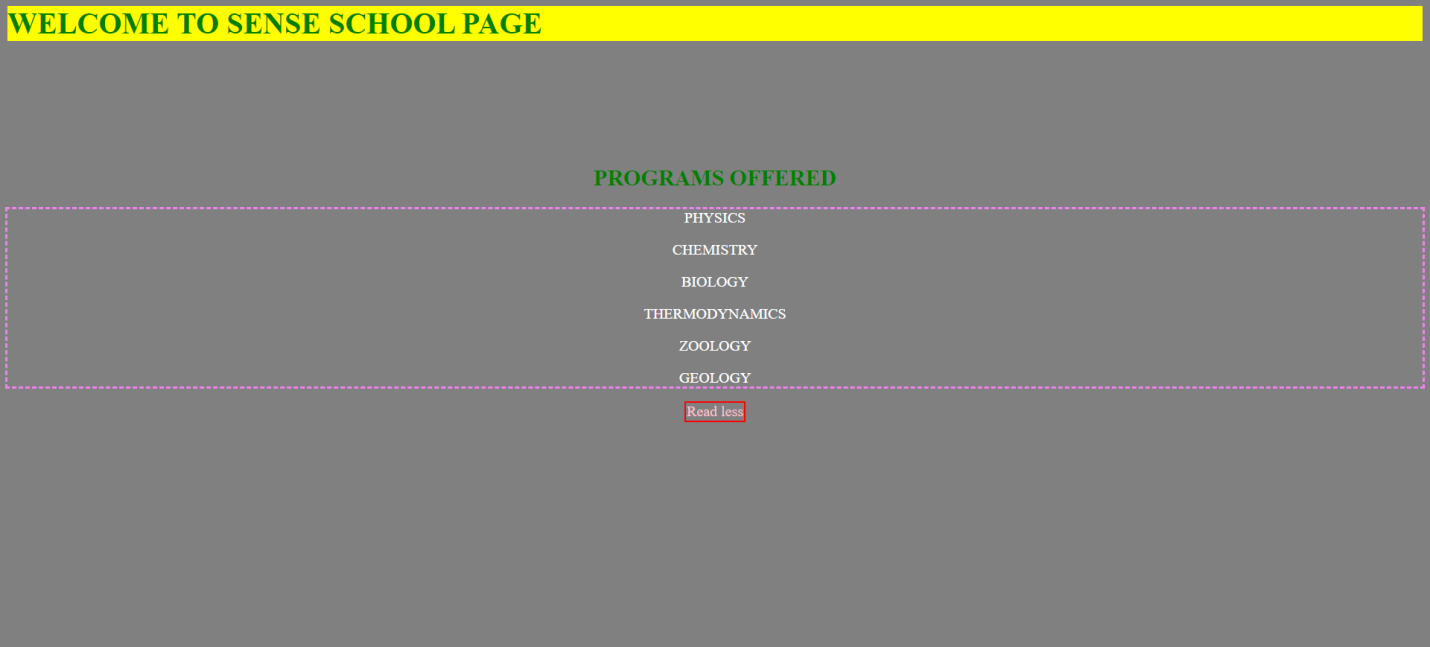 WELCOME TO SENSE SCHOOL PAGE
PROGRAMS OFFERED
PHYSICS
CHEMISTRY
BIOLOGY
THERMODYNAMICS
ZOOLOGY
GEOLOGY
Read less